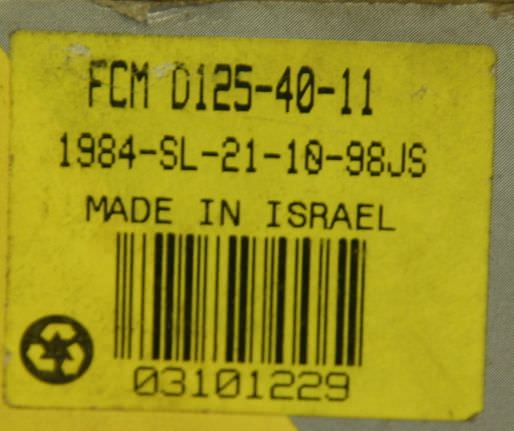 FCM D125-40-11
1984-SL-21-10-98JS
MADE IN ISRAEL
03101229